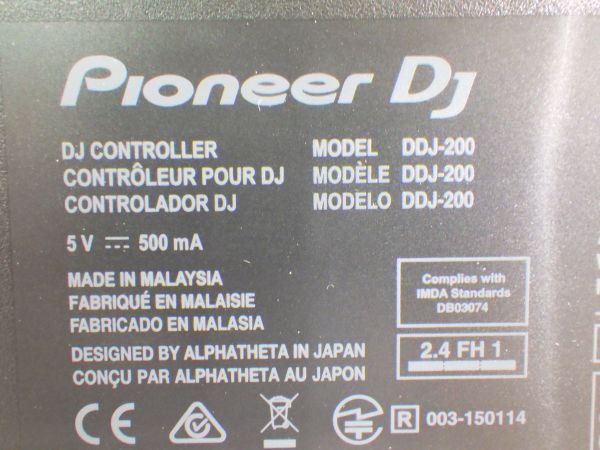 Pioneer Dj
DJ CONTROLLER MODEL DDJ-200
CONTRÔLEUR POUR DJ MODÈLE DDJ-200
CONTROLADOR DJ MODELO DDJ-200
5 V ⎓ 500 mA
MADE IN MALAYSIA
FABRIQUÉ EN MALAISIE
FABRICADO EN MALASIA
Complies with
IMDA Standards
DB03074
DESIGNED BY ALPHATHETA IN JAPAN
CONÇU PAR ALPHATHETA AU JAPON
2.4 FH 1
CE R 003-150114